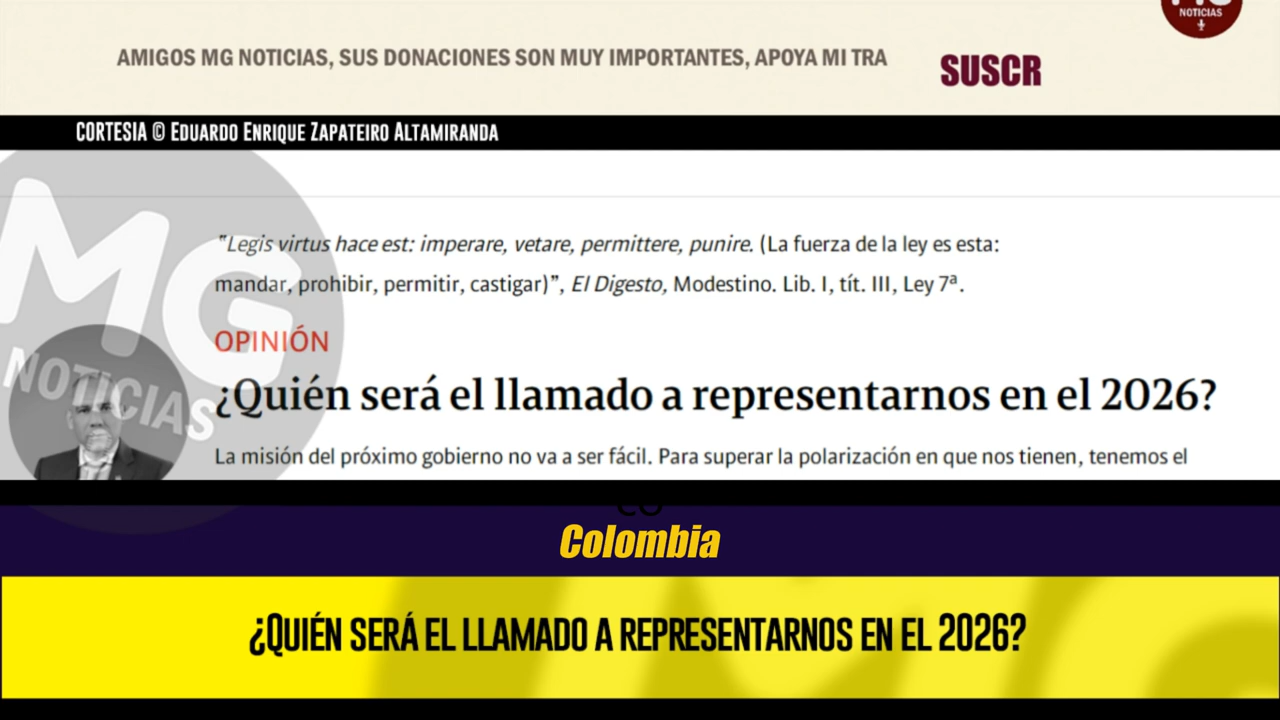 NOTICIAS
AMIGOS MG NOTICIAS, SUS DONACIONES SON MUY IMPORTANTES, APOYA MI TRA
SUSCR
CORTESIA © EDUARDO ENRIQUE ZAPATEIRO ALTAMIRANDA
MG
NOTICIAS
"Legis virtus hace est: imperare, vetare, permittere, punire. (La fuerza de la ley es esta:
mandar, prohibir, permitir, castigar)", El Digesto, Modestino. Lib. I, tít. III, Ley 7ª.
OPINIÓN
¿Quién será el llamado a representarnos en el 2026?
La misión del próximo gobierno no va a ser fácil. Para superar la polarización en que nos tienen, tenemos el
Colombia
¿QUIÉN SERÁ EL LLAMADO A REPRESENTARNOS EN EL 2026?